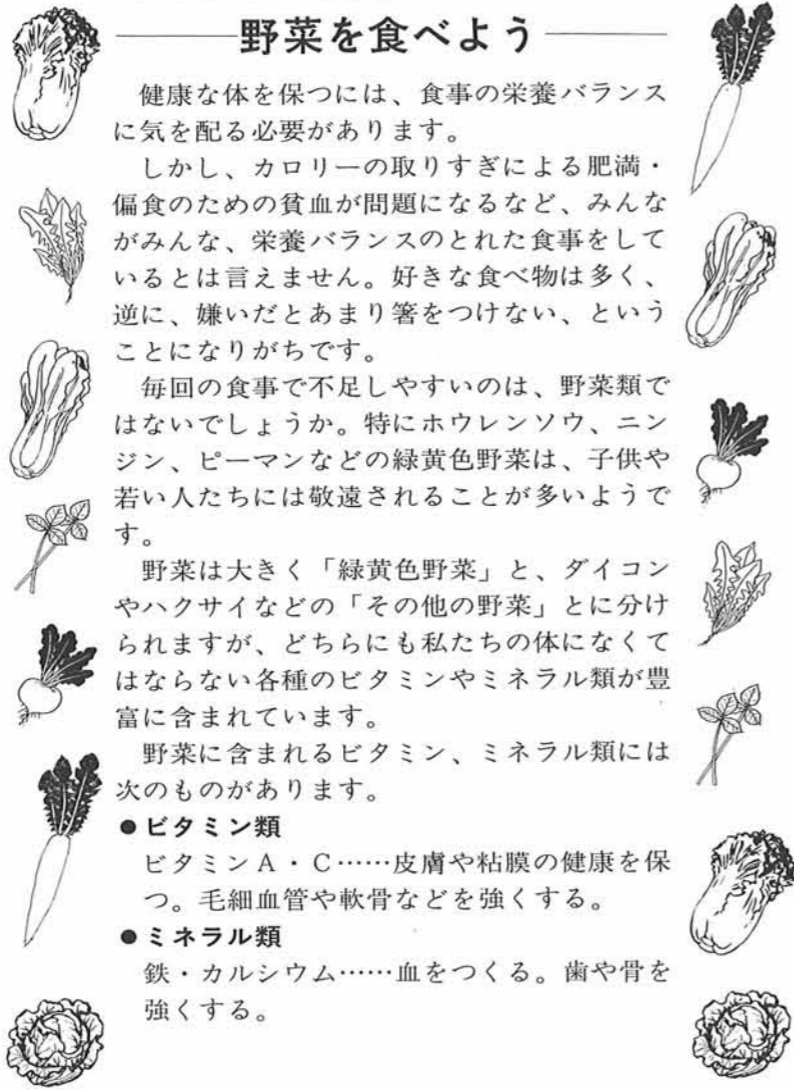 野菜を食べよう
健康な体を保つには、食事の栄養バランス
に気を配る必要があります。
しかし、カロリーの取りすぎによる肥満・
偏食のための貧血が問題になるなど、みんな
がみんな、栄養バランスのとれた食事をして
いるとは言えません。好きな食べ物は多く、
逆に、嫌いだとあまり箸をつけない、という
ことになりがちです。
毎回の食事で不足しやすいのは、野菜類で
はないでしょうか。特にホウレンソウ、ニン
ジン、ピーマンなどの緑黄色野菜は、子供や
若い人たちには敬遠されることが多いようで
す。
野菜は大きく「緑黄色野菜」と、ダイコン
やハクサイなどの「その他の野菜」とに分け
られますが、どちらにも私たちの体になくて
はならない各種のビタミンやミネラル類が豊
富に含まれています。
野菜に含まれるビタミン、ミネラル類には
次のものがあります。
●ビタミン類
ビタミンA・C……皮膚や粘膜の健康を保
つ。毛細血管や軟骨などを強くする。
●ミネラル類
鉄・カルシウム……血をつくる。歯や骨を
強くする。